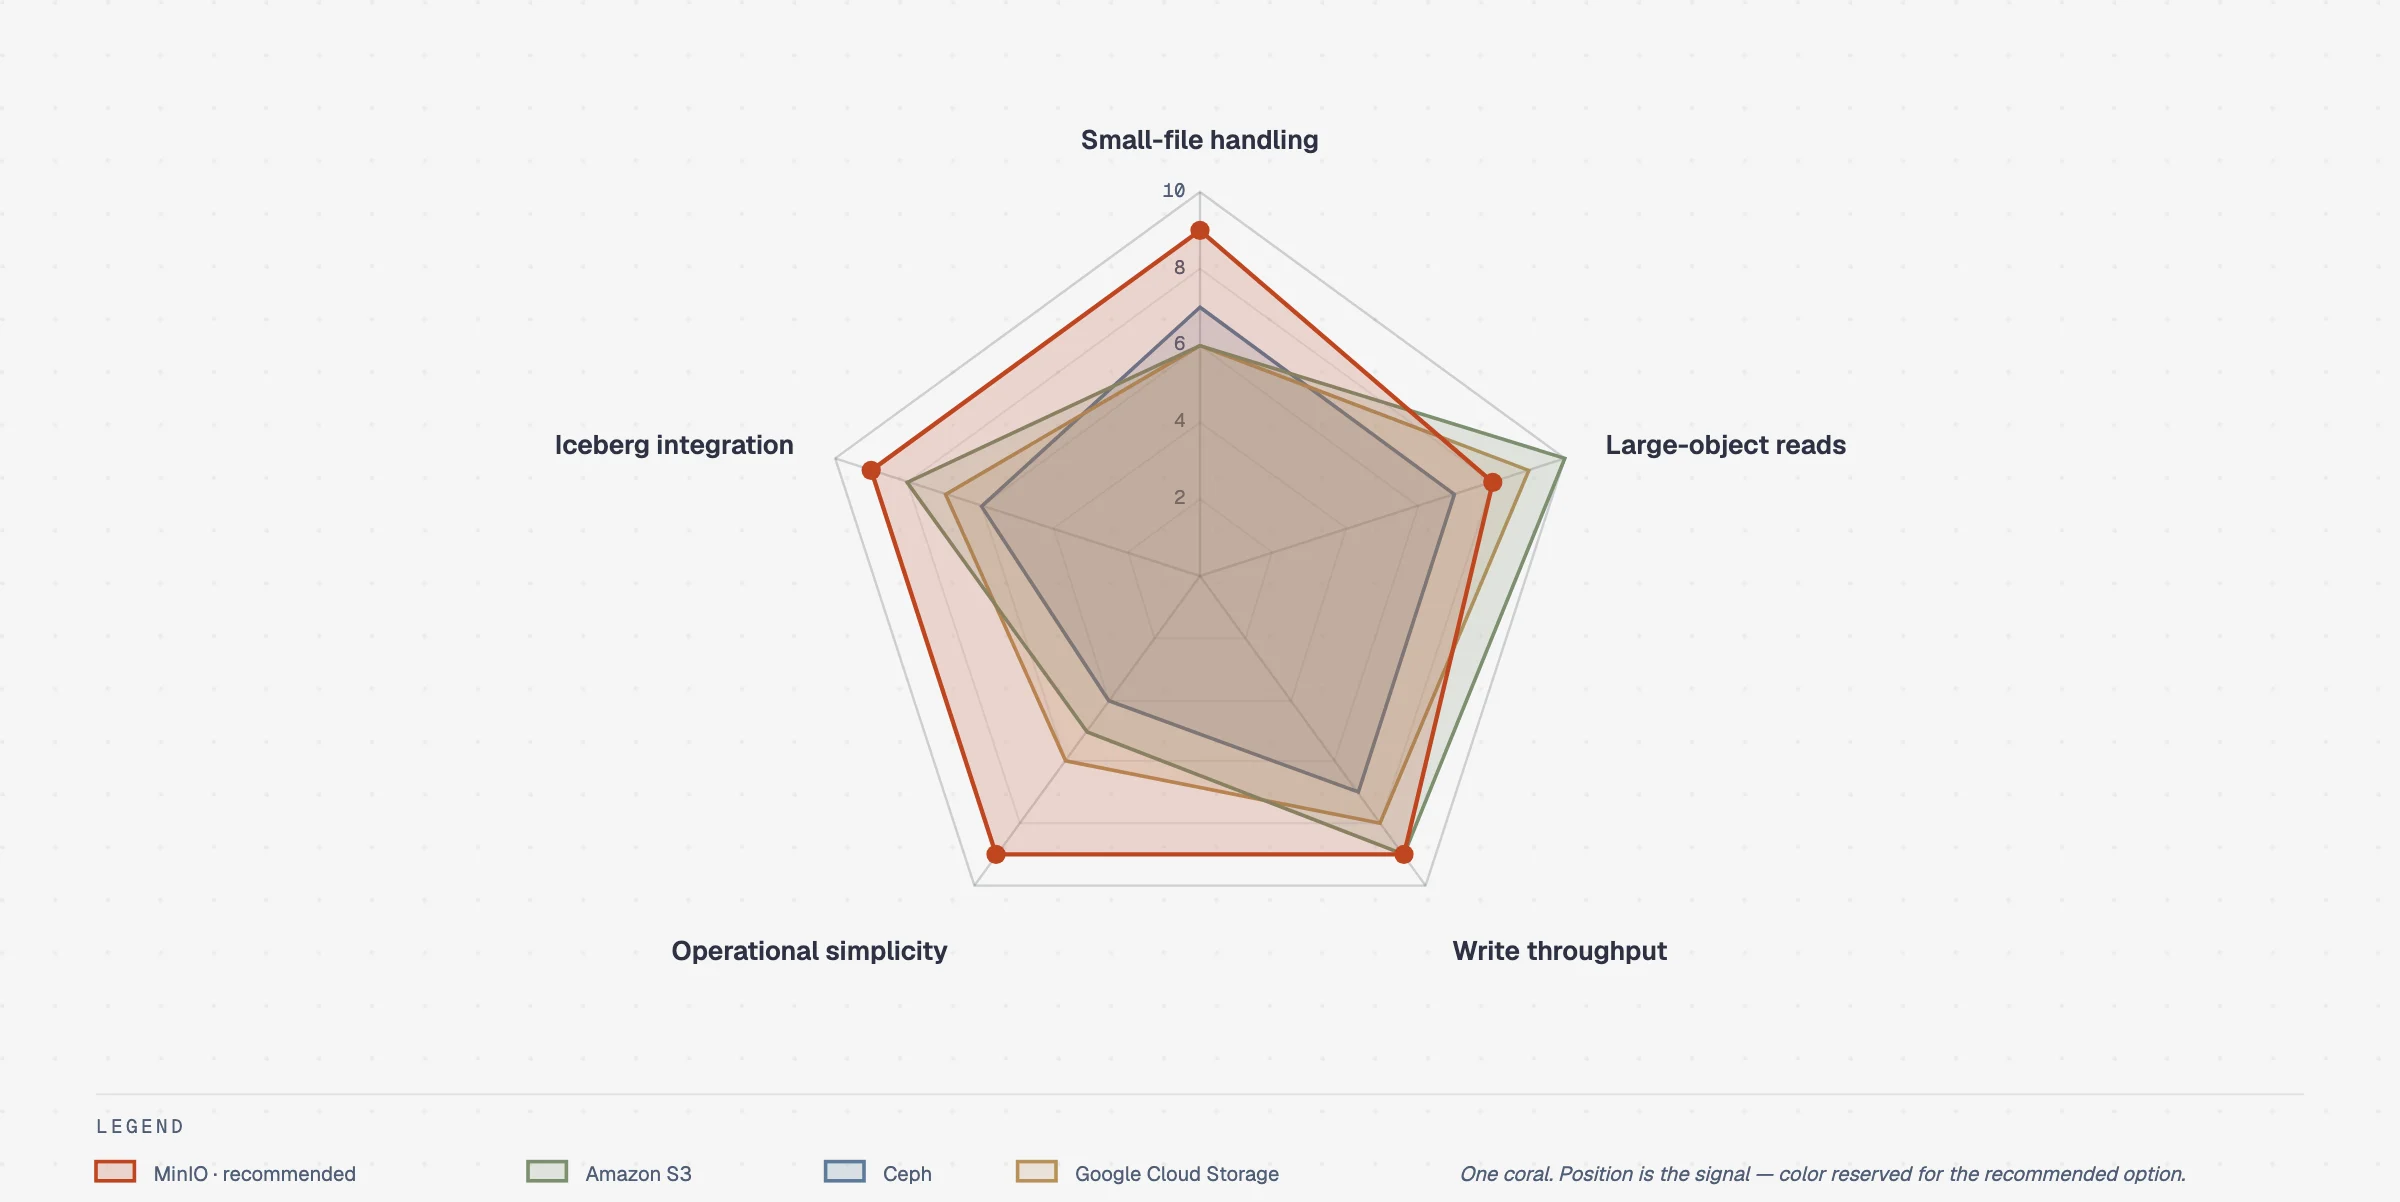 Small-file handling
10
8
6
4
2
Iceberg integration
Large-object reads
Operational simplicity
Write throughput
LEGEND
MinIO · recommended
Amazon S3
Ceph
Google Cloud Storage
One coral. Position is the signal — color reserved for the recommended option.